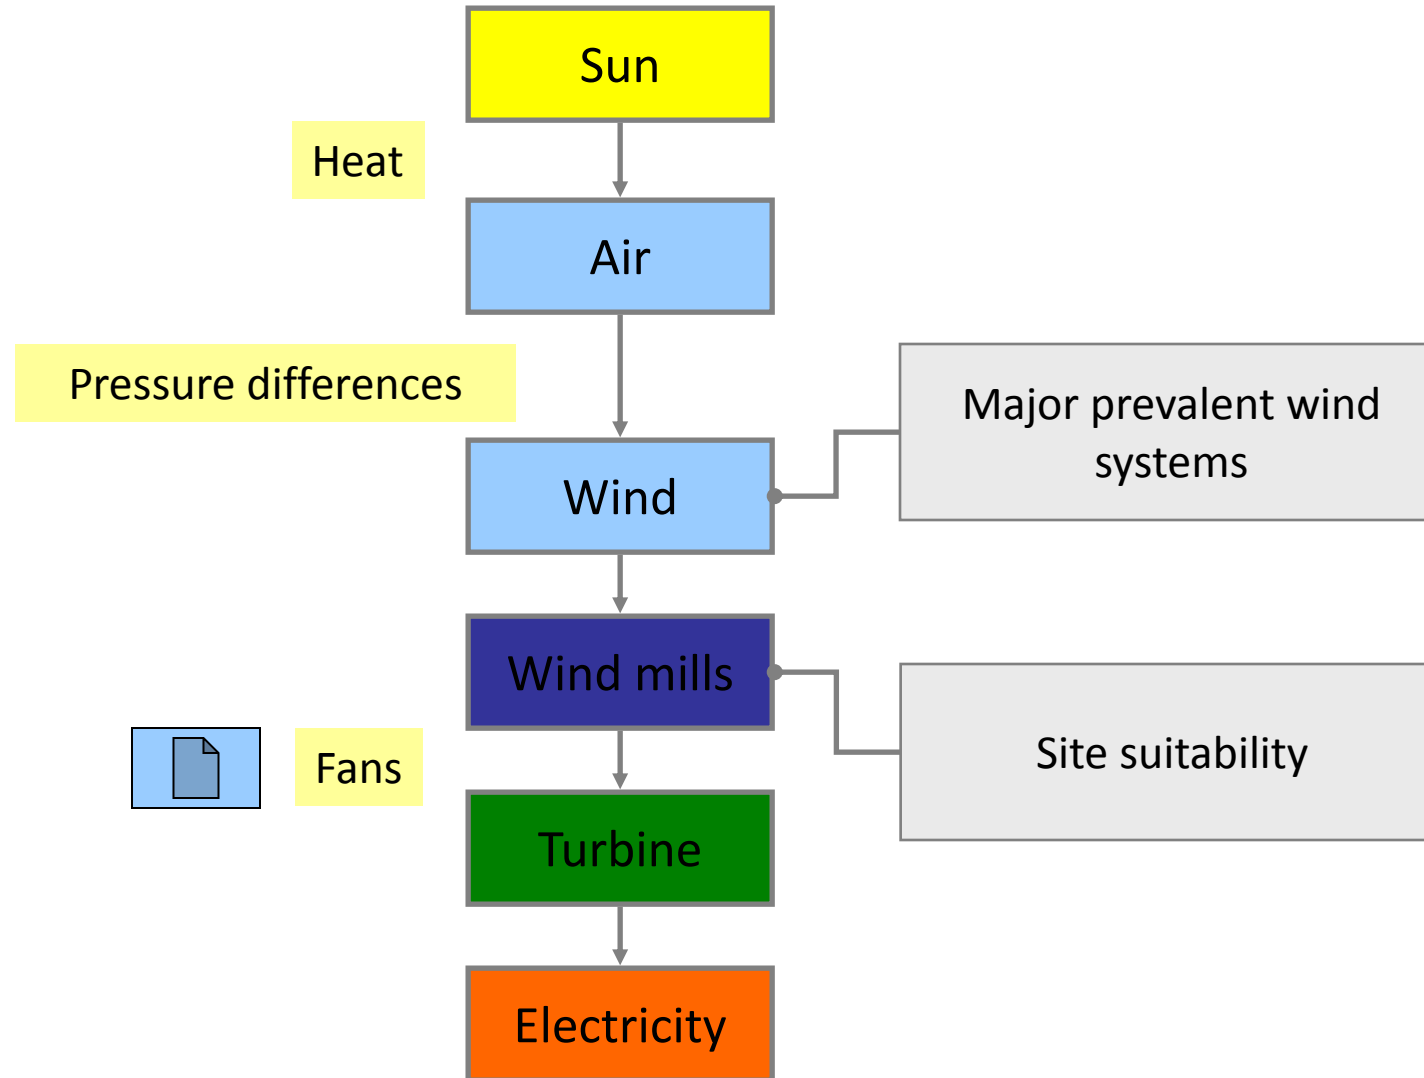 Sun
Heat
Air
Pressure differences
Major prevalent wind
systems
Wind
Wind mills
Site suitability
Fans
Turbine
Electricity